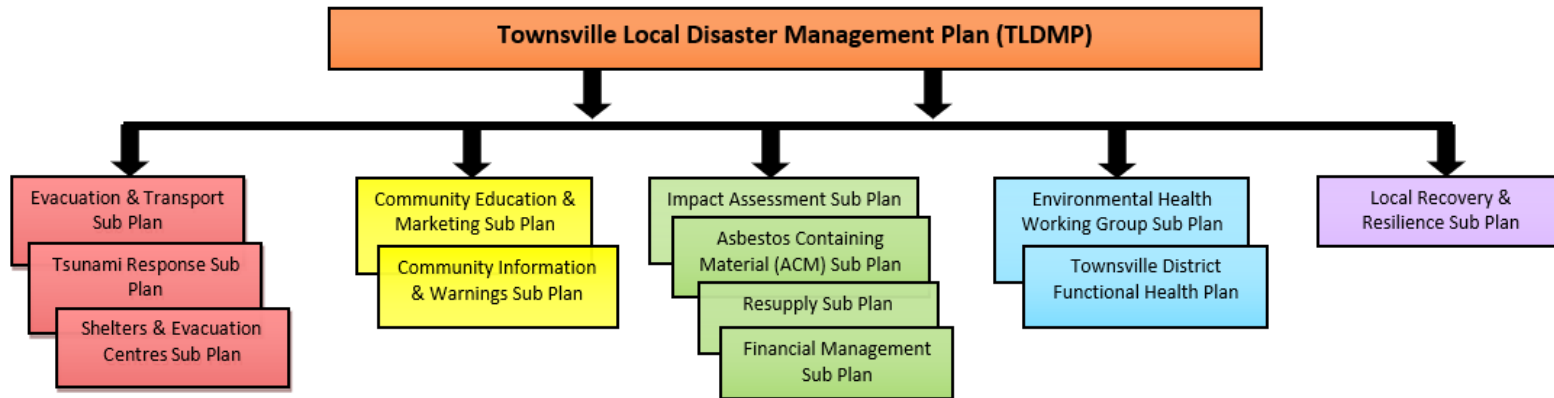 Townsville Local Disaster Management Plan (TLDMP)
Evacuation & Transport
Sub Plan
Tsunami Response Sub
Plan
Shelters & Evacuation
Centres Sub Plan
Community Education &
Marketing Sub Plan
Community Information
& Warnings Sub Plan
Impact Assessment Sub Plan
Asbestos Containing
Material (ACM) Sub Plan
Resupply Sub Plan
Financial Management
Sub Plan
Environmental Health
Working Group Sub Plan
Townsville District
Functional Health Plan
Local Recovery &
Resilience Sub Plan